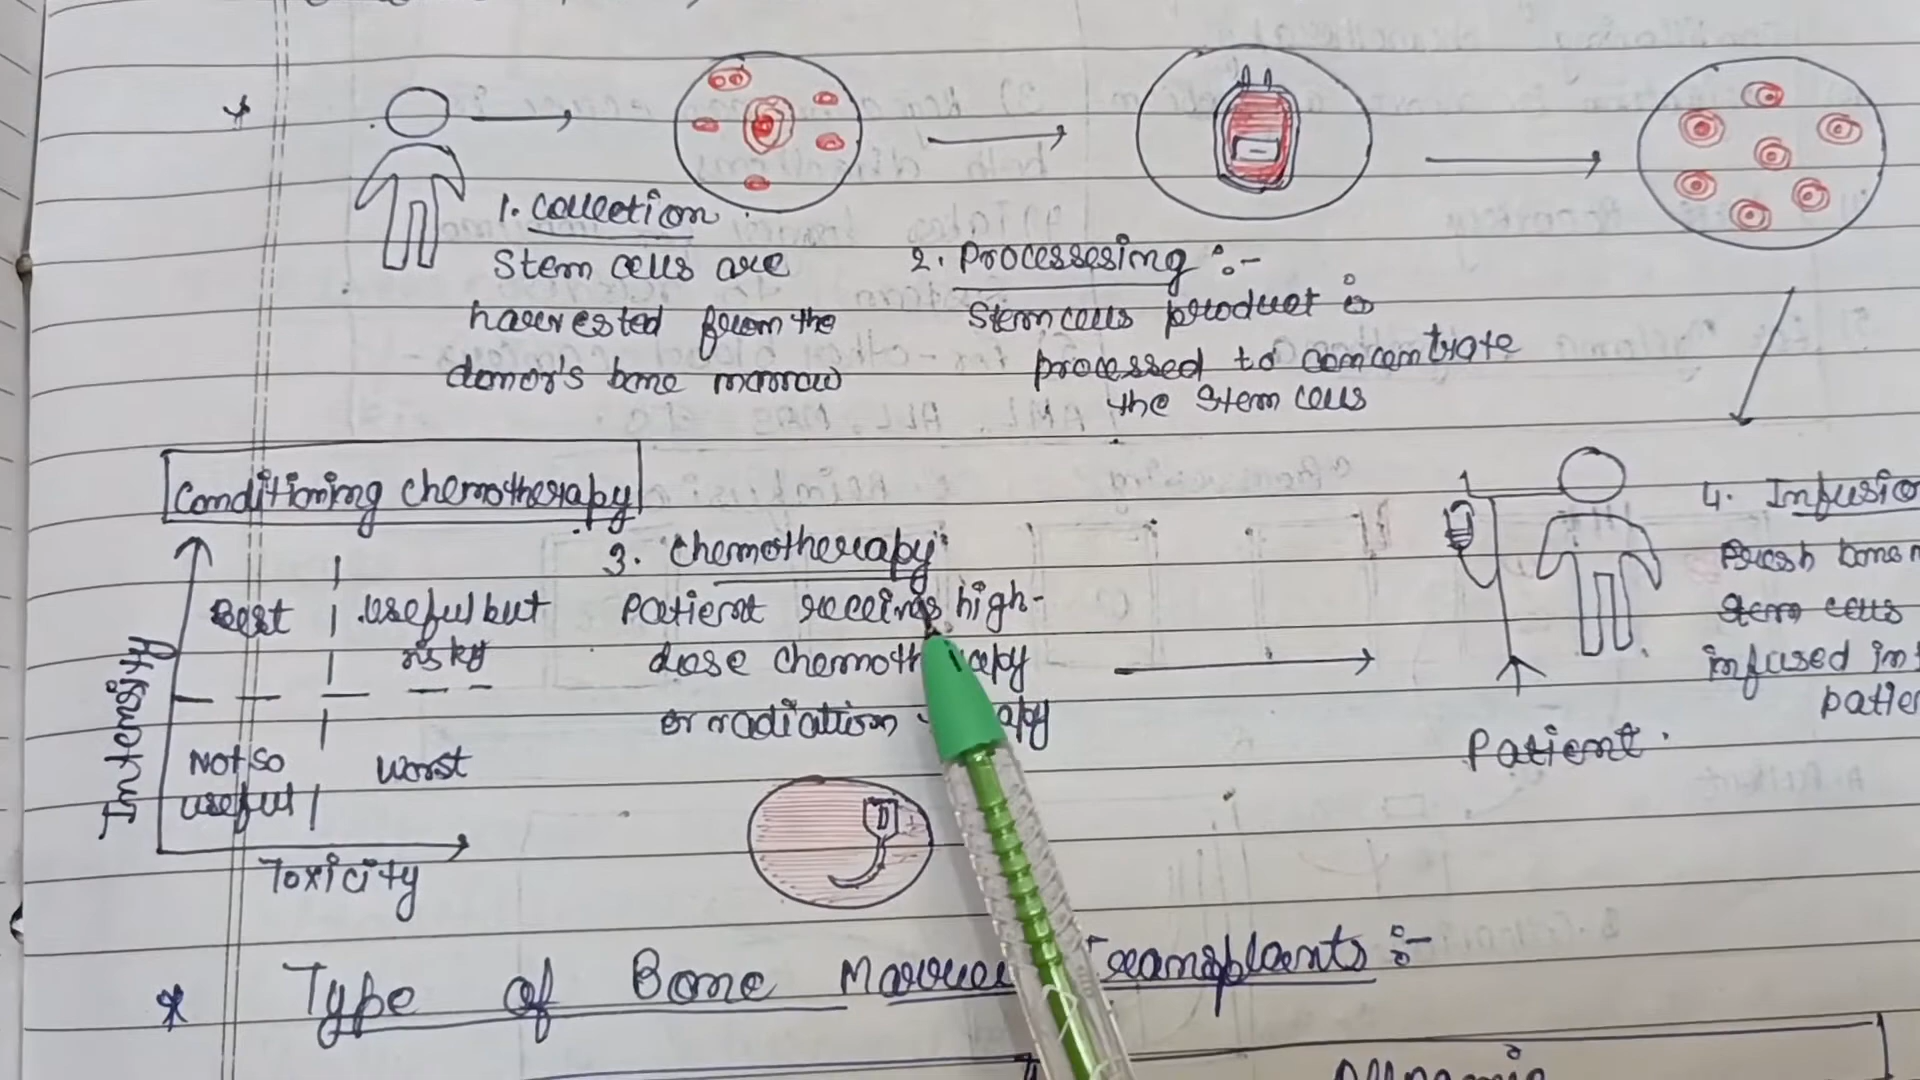 1. Collection
Stem cells are
harvested from the
donor's bone marrow
2. Processesing :-
Stem cells product is
processed to concentrate
the stem cells
Conditioning chemotherapy
Best
useful but
risky
Not so
useful
worst
Intensity
Toxicity
3. Chemotherapy
Patient receives high-
dose chemotherapy
or radiation
4. Infusio
Fresh bone m
stem cells
infused in
patie
Patient.
* Type of Bone Marrow Transplants :-